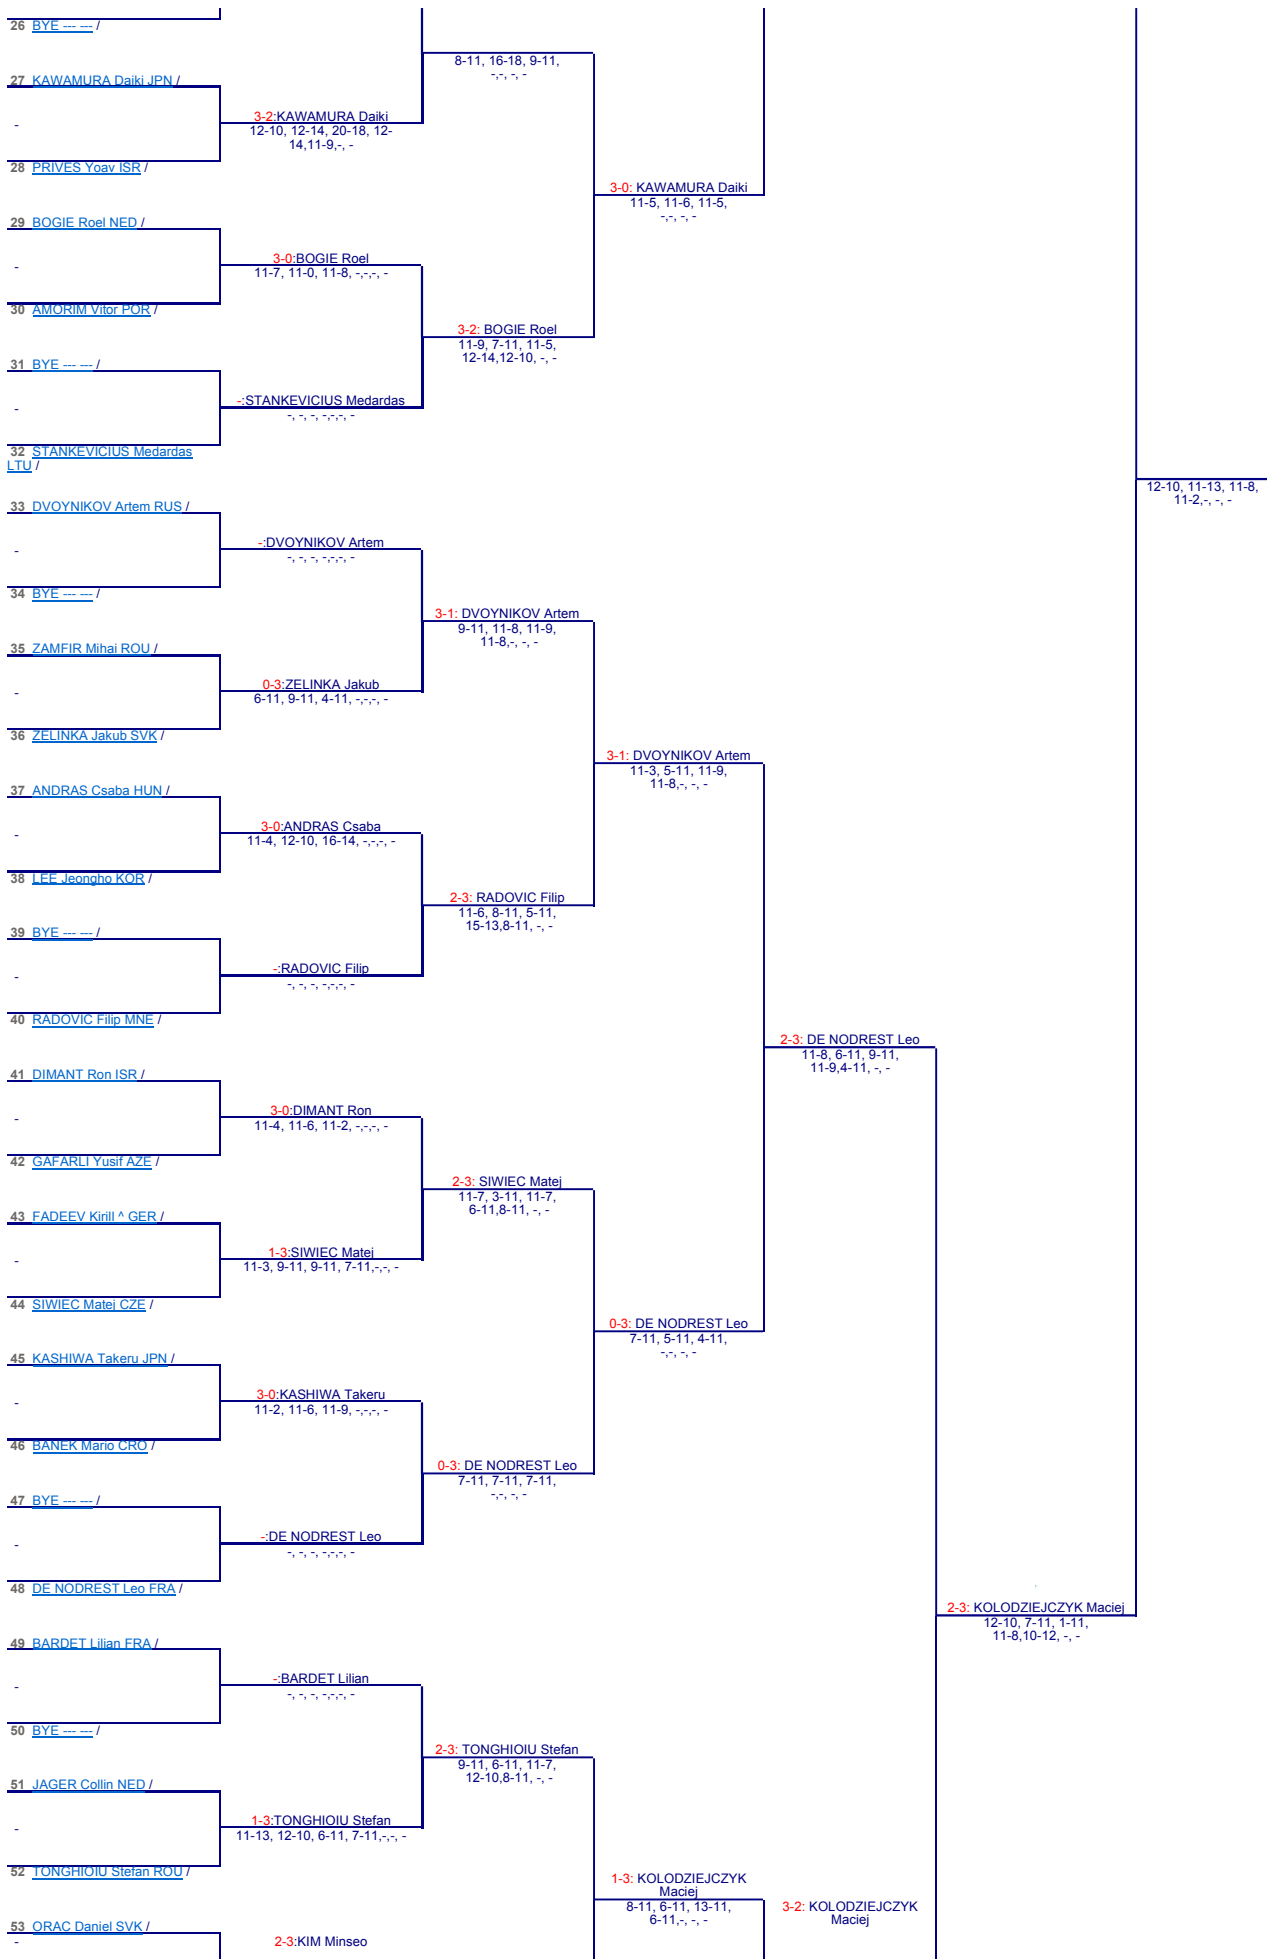 26 BYE --- --- /
8-11, 16-18, 9-11,
-,-, -, -
27 KAWAMURA Daiki JPN /
-
3-2:KAWAMURA Daiki
12-10, 12-14, 20-18, 12-
14,11-9,-, -
28 PRIVES Yoav ISR /
3-0: KAWAMURA Daiki
11-5, 11-6, 11-5,
-,-, -, -
29 BOGIE Roel NED /
-
3-0:BOGIE Roel
11-7, 11-0, 11-8, -,-,-, -
30 AMORIM Vitor POR /
3-2: BOGIE Roel
11-9, 7-11, 11-5,
12-14,12-10, -, -
31 BYE --- --- /
-
-:STANKEVICIUS Medardas
-, -, -, -,-,-, -
32 STANKEVICIUS Medardas
LTU /
12-10, 11-13, 11-8,
11-2,-, -, -
33 DVOYNIKOV Artem RUS /
-
-:DVOYNIKOV Artem
-, -, -, -,-,-, -
34 BYE --- --- /
3-1: DVOYNIKOV Artem
9-11, 11-8, 11-9,
11-8,-, -, -
35 ZAMFIR Mihai ROU /
-
0-3:ZELINKA Jakub
6-11, 9-11, 4-11, -,-,-, -
36 ZELINKA Jakub SVK /
3-1: DVOYNIKOV Artem
11-3, 5-11, 11-9,
11-8,-, -, -
37 ANDRAS Csaba HUN /
-
3-0:ANDRAS Csaba
11-4, 12-10, 16-14, -,-,-, -
38 LEE Jeongho KOR /
2-3: RADOVIC Filip
11-6, 8-11, 5-11,
15-13,8-11, -, -
39 BYE --- --- /
-
-:RADOVIC Filip
-, -, -, -,-,-, -
40 RADOVIC Filip MNE /
2-3: DE NODREST Leo
11-8, 6-11, 9-11,
11-9,4-11, -, -
41 DIMANT Ron ISR /
-
3-0:DIMANT Ron
11-4, 11-6, 11-2, -,-,-, -
42 GAFARLI Yusif AZE /
2-3: SIWIEC Matej
11-7, 3-11, 11-7,
6-11,8-11, -, -
43 FADEEV Kirill ^ GER /
-
1-3:SIWIEC Matej
11-3, 9-11, 9-11, 7-11,-,-, -
44 SIWIEC Matej CZE /
0-3: DE NODREST Leo
7-11, 5-11, 4-11,
-,-, -, -
45 KASHIWA Takeru JPN /
-
3-0:KASHIWA Takeru
11-2, 11-6, 11-9, -,-,-, -
46 BANEK Mario CRO /
0-3: DE NODREST Leo
7-11, 7-11, 7-11,
-,-, -, -
47 BYE --- --- /
-
-:DE NODREST Leo
-, -, -, -,-,-, -
48 DE NODREST Leo FRA /
2-3: KOLODZIEJCZYK Maciej
12-10, 7-11, 1-11,
11-8,10-12, -, -
49 BARDET Lilian FRA /
-
-:BARDET Lilian
-, -, -, -,-,-, -
50 BYE --- --- /
2-3: TONGHIOIU Stefan
9-11, 6-11, 11-7,
12-10,8-11, -, -
51 JAGER Collin NED /
-
1-3:TONGHIOIU Stefan
11-13, 12-10, 6-11, 7-11,-,-, -
52 TONGHIOIU Stefan ROU /
1-3: KOLODZIEJCZYK
Maciej
8-11, 6-11, 13-11,
6-11,-, -, -
3-2: KOLODZIEJCZYK
Maciej
53 ORAC Daniel SVK /
-
2-3:KIM Minseo